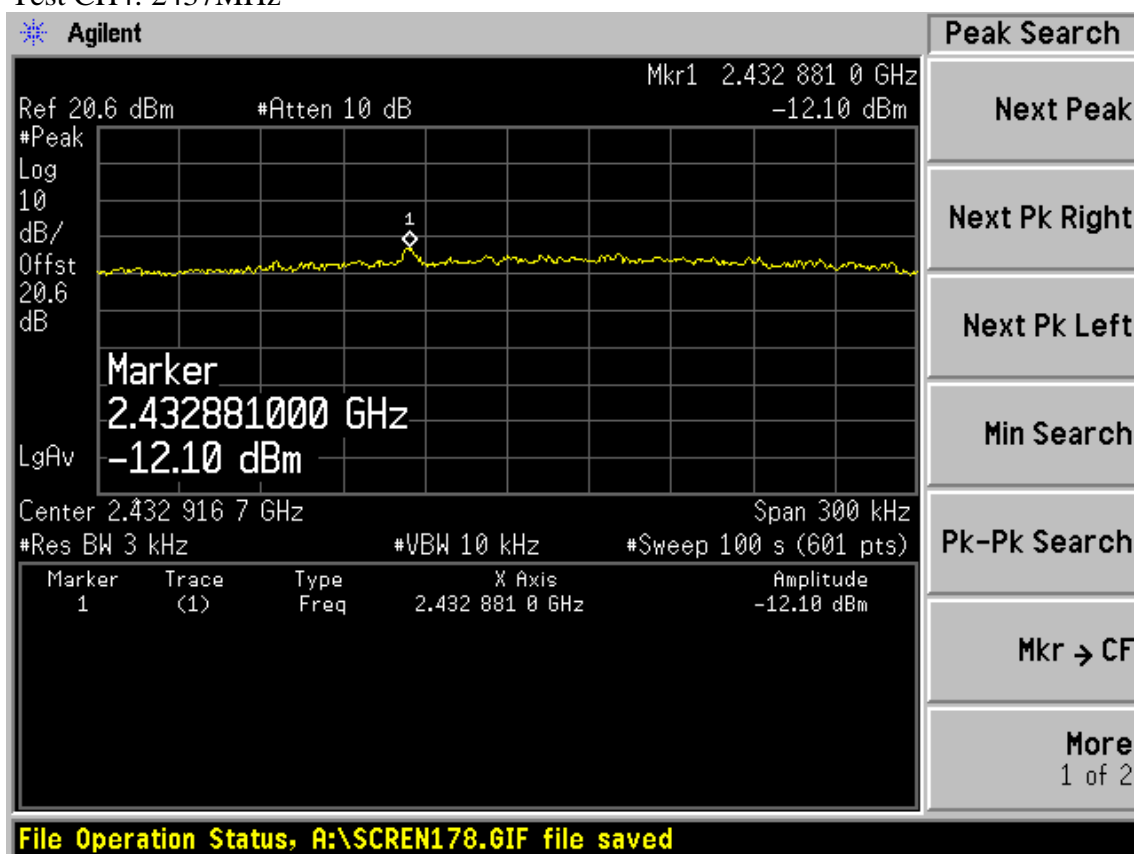 Agilent
Peak Search
Mkr1 2.432 881 0 GHz
Ref 20.6 dBm #Atten 10 dB -12.10 dBm
#Peak
Log
10
dB/
Offst
20.6
dB
LgAv
1
Marker
2.432881000 GHz
-12.10 dBm
Center 2.432 916 7 GHz Span 300 kHz
#Res BW 3 kHz #VBW 10 kHz #Sweep 100 s (601 pts)
Marker Trace Type X Axis Amplitude
1 (1) Freq 2.432 881 0 GHz -12.10 dBm
Next Peak
Next Pk Right
Next Pk Left
Min Search
Pk-Pk Search
Mkr → CF
More
1 of 2
File Operation Status, A:\SCREN178.GIF file saved